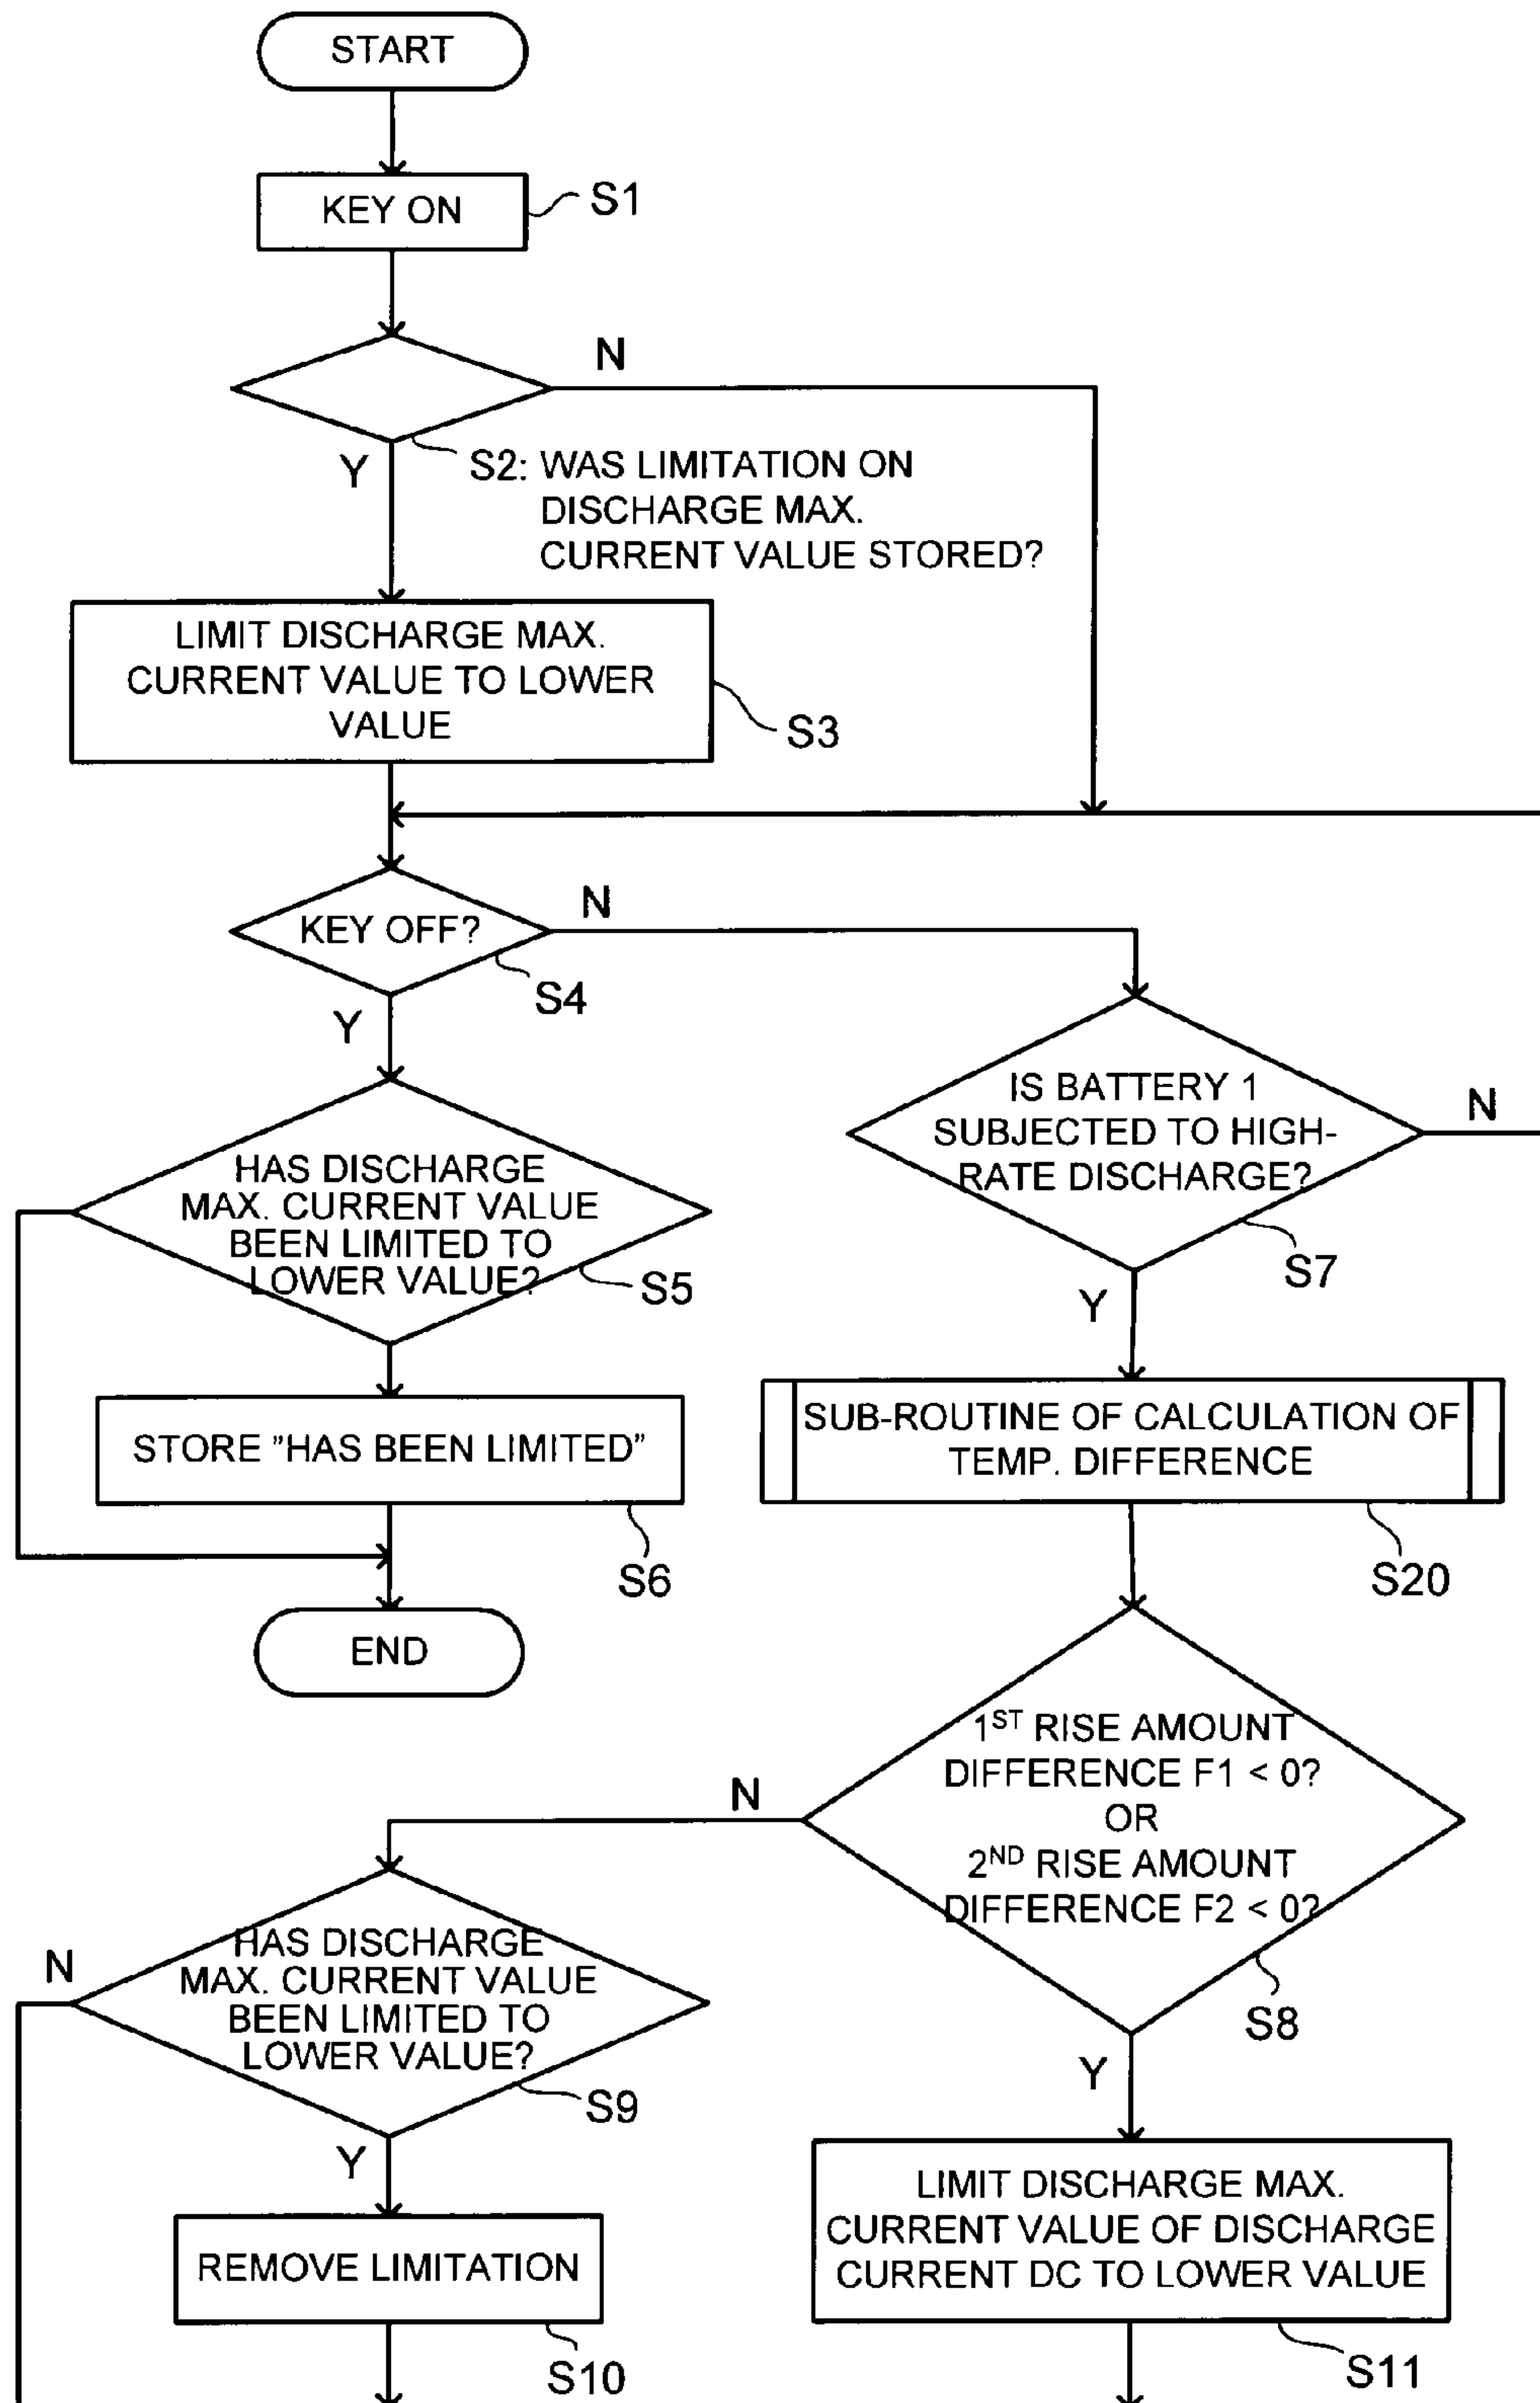 START
KEY ON
S1
N
Y
S2: WAS LIMITATION ON
DISCHARGE MAX.
CURRENT VALUE STORED?
LIMIT DISCHARGE MAX.
CURRENT VALUE TO LOWER
VALUE
S3
KEY OFF?
N
S4
Y
IS BATTERY 1
SUBJECTED TO HIGH-
RATE DISCHARGE?
N
S7
Y
HAS DISCHARGE
MAX. CURRENT VALUE
BEEN LIMITED TO
LOWER VALUE?
S5
STORE "HAS BEEN LIMITED"
S6
END
SUB-ROUTINE OF CALCULATION OF
TEMP. DIFFERENCE
S20
1ST RISE AMOUNT
DIFFERENCE F1 < 0?
OR
2ND RISE AMOUNT
DIFFERENCE F2 < 0?
N
S8
Y
HAS DISCHARGE
MAX. CURRENT VALUE
BEEN LIMITED TO
LOWER VALUE?
N
S9
Y
REMOVE LIMITATION
S10
LIMIT DISCHARGE MAX.
CURRENT VALUE OF DISCHARGE
CURRENT DC TO LOWER VALUE
S11